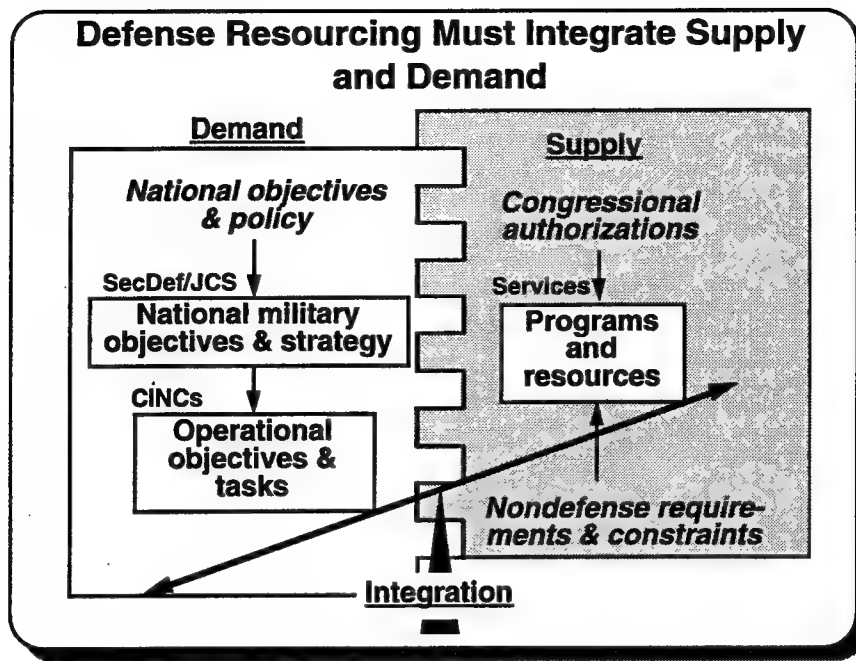 Defense Resourcing Must Integrate Supply
and Demand
Demand
National objectives
& policy
SecDef/JCS
National military
objectives & strategy
CINCs
Operational
objectives &
tasks
Supply
Congressional
authorizations
Services
Programs
and
resources
Nondefense require-
ments & constraints
Integration